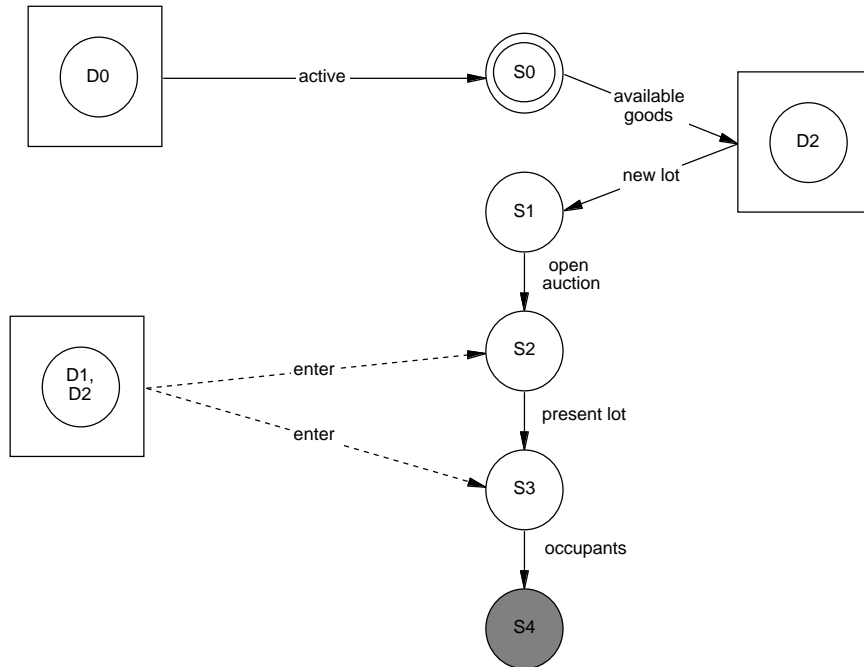 D0
active
S0
available
goods
D2
new lot
S1
open
auction
D1,
D2
enter
S2
present lot
enter
S3
occupants
S4